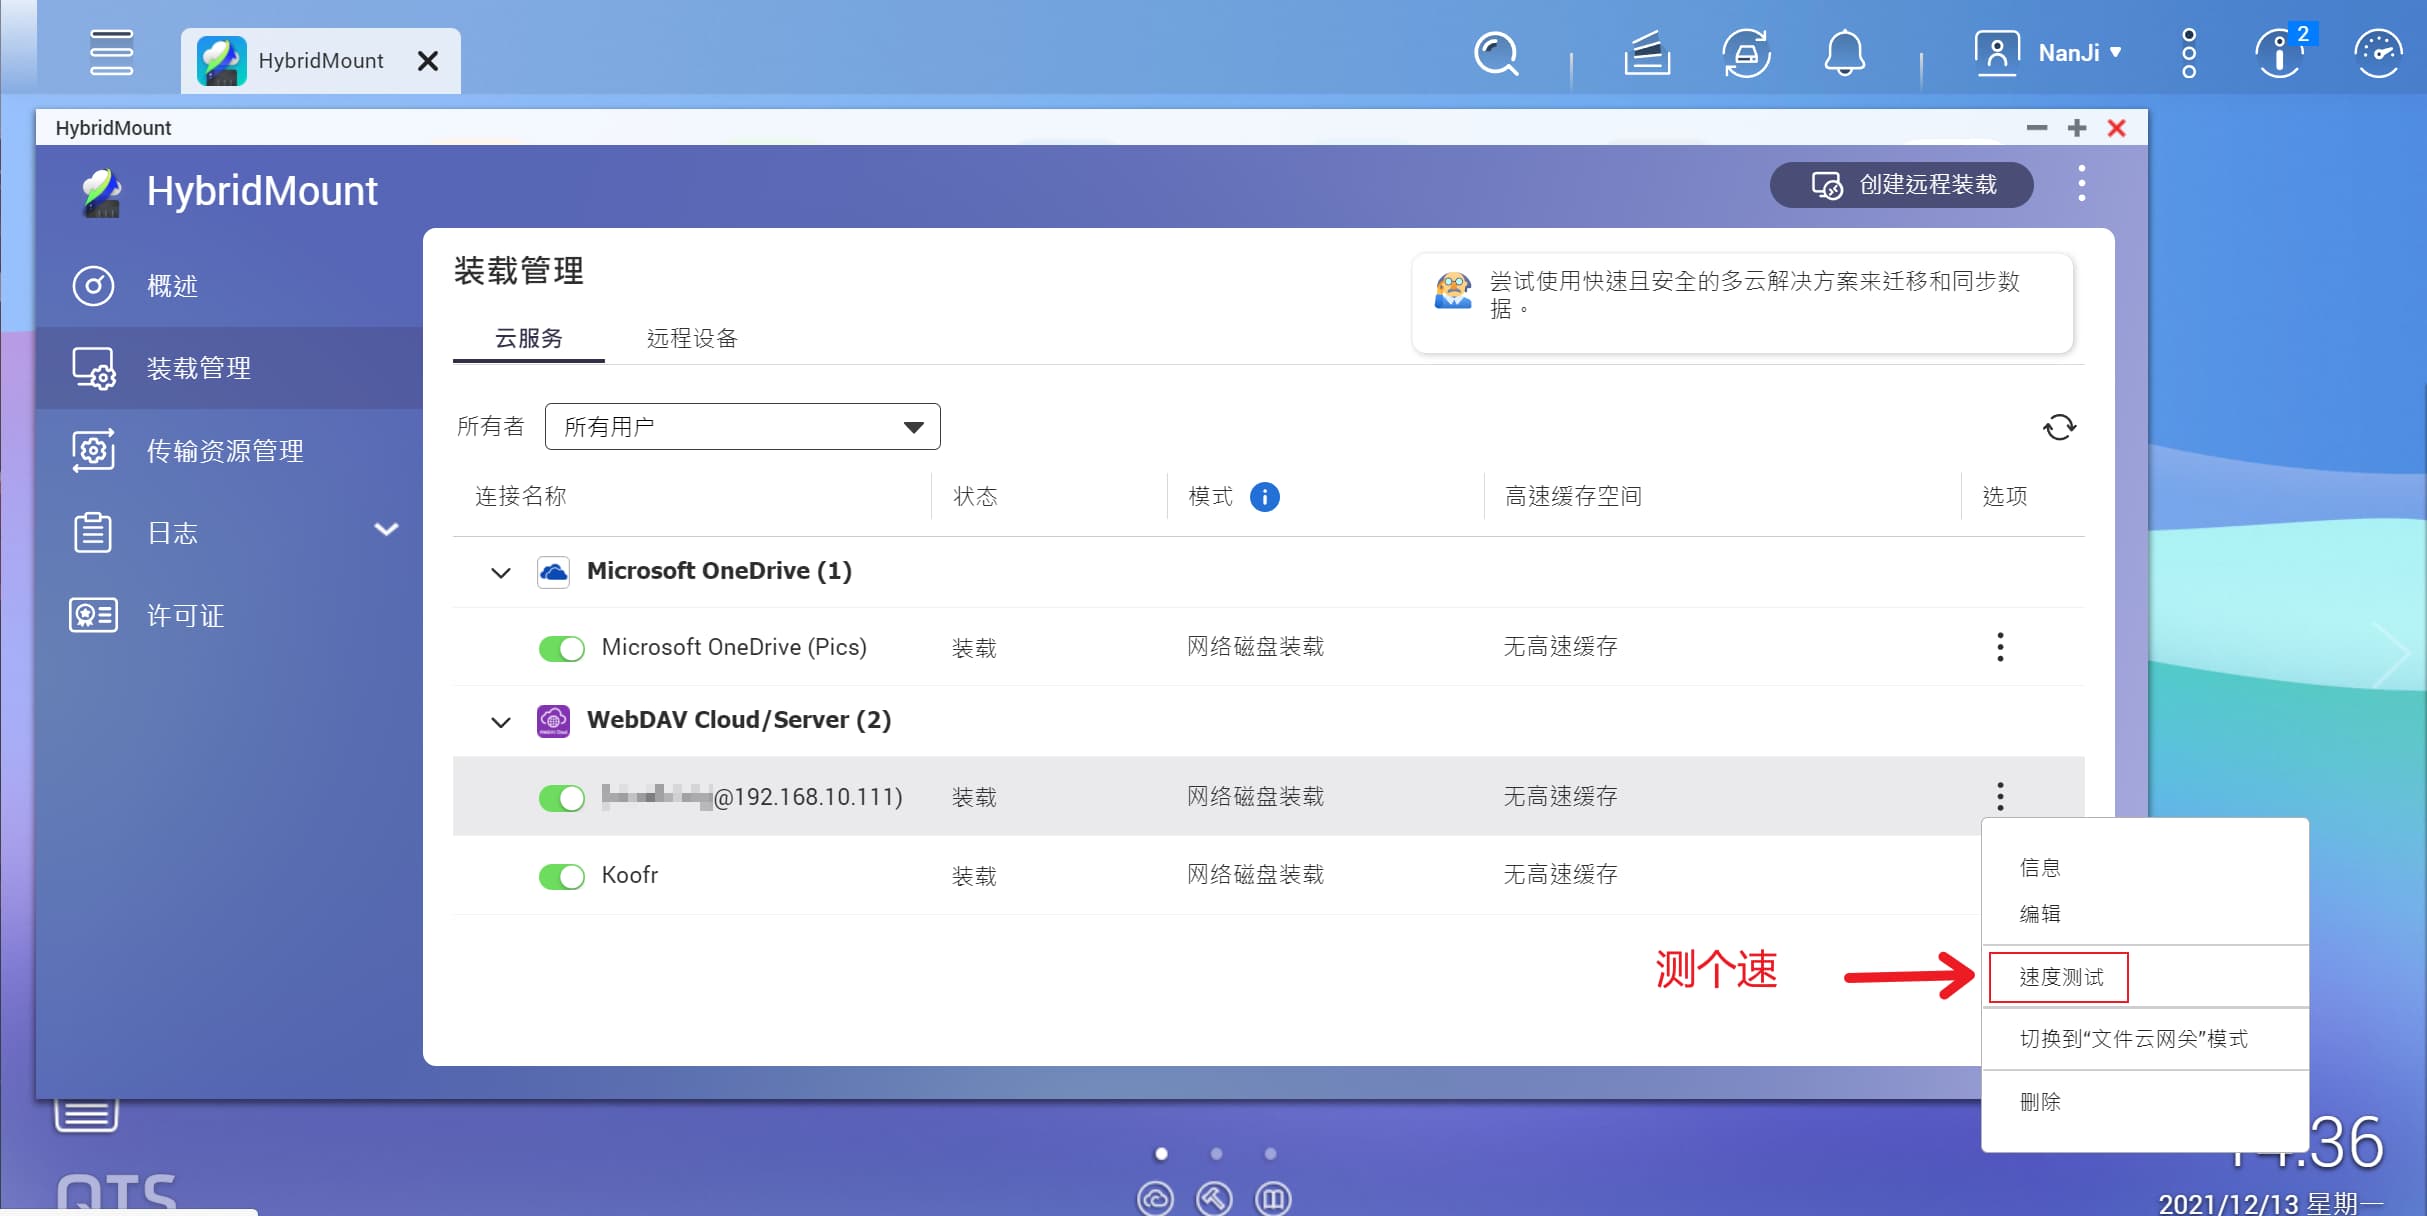 HybridMount
NanJi
2
HybridMount
HybridMount
创建远程装载
概述
装载管理
传输资源管理
日志
许可证
装载管理
尝试使用快速且安全的多云解决方案来迁移和同步数
据。
云服务
远程设备
所有者
所有用户
连接名称
状态
模式
高速缓存空间
选项
Microsoft OneDrive (1)
Microsoft OneDrive (Pics)
装载
网络磁盘装载
无高速缓存
WebDAV Cloud/Server (2)
@192.168.10.111)
装载
网络磁盘装载
无高速缓存
Koofr
装载
网络磁盘装载
无高速缓存
信息
编辑
测个速
速度测试
切换到“文件云网关”模式
删除
QTS
14:36
2021/12/13 星期一